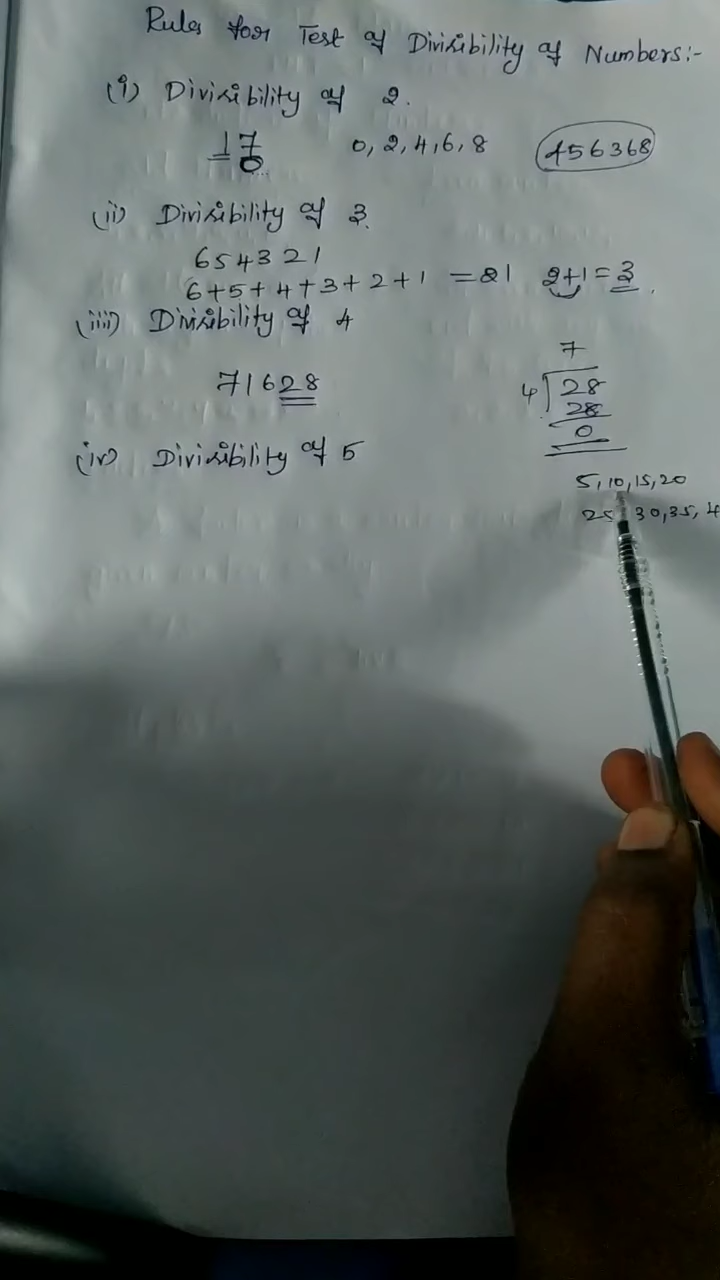 Rules for Test of Divisibility of Numbers:-
(i) Divisibility of 2.
17 0, 2, 4, 6, 8 456368
0
(ii) Divisibility of 3.
654321
6+5+4+3+2+1 = 21 2+1 = 3.
(iii) Divisibility of 4
7
71628 4 28
28
0
(iv) Divisibility of 5
5, 10, 15, 20
25 30, 35, 4